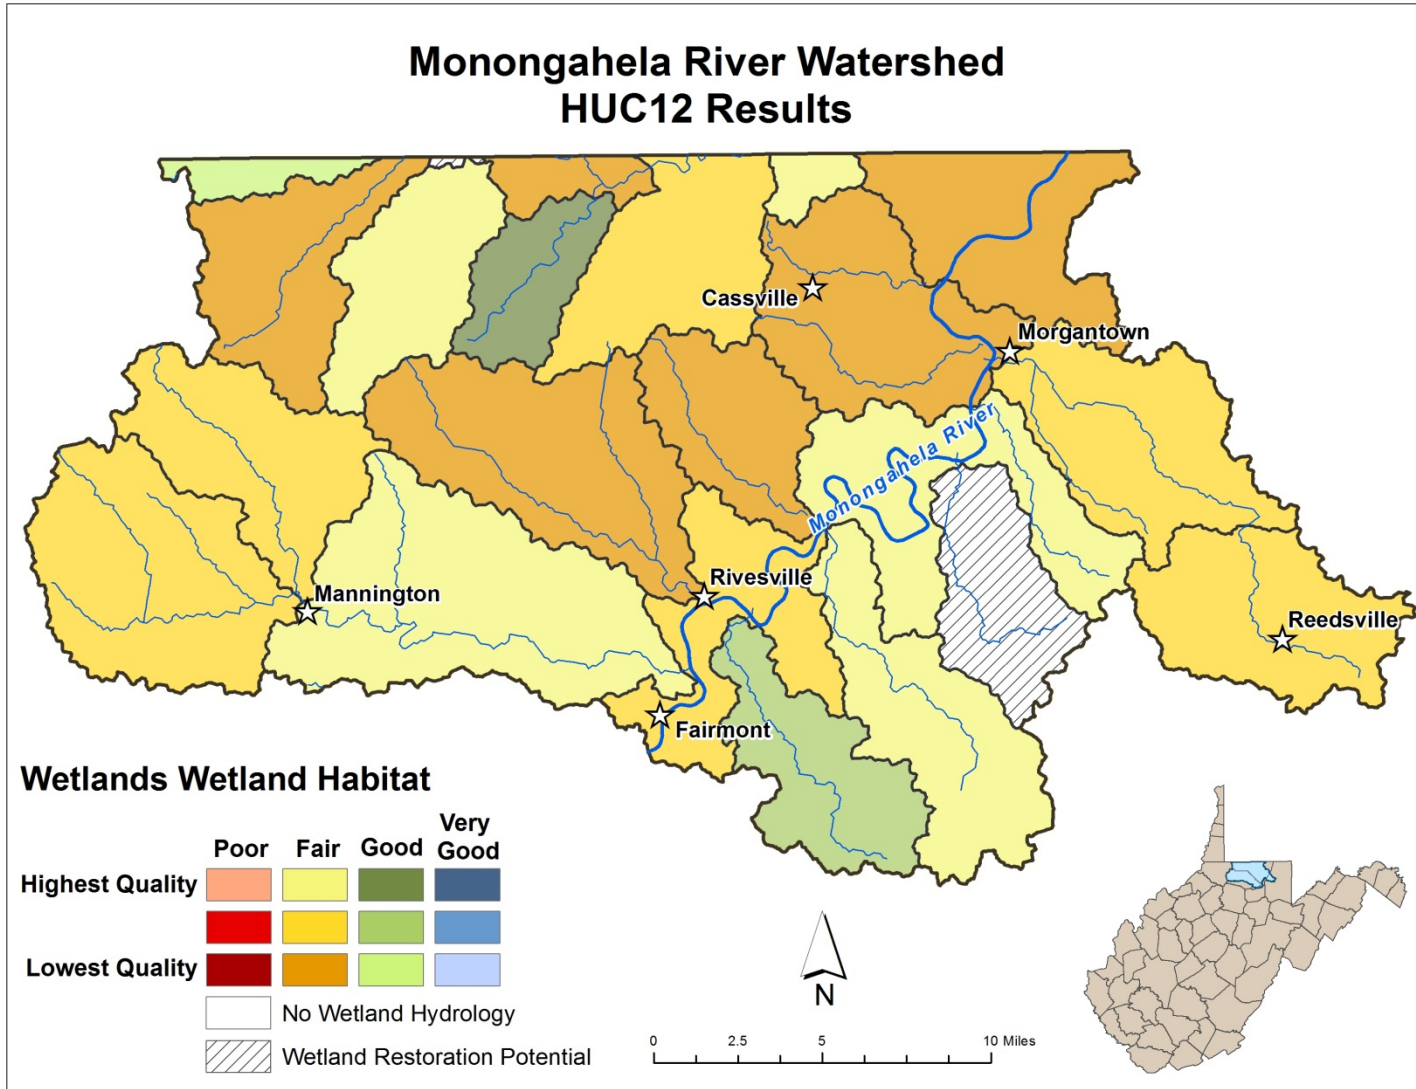 Monongahela River Watershed
HUC12 Results
Cassville
Morgantown
Monongahela River
Rivesville
Mannington
Reedsville
Fairmont
Wetlands Wetland Habitat
Poor Fair Good Very Good
Highest Quality
Lowest Quality
No Wetland Hydrology
Wetland Restoration Potential
N
0 2.5 5 10 Miles